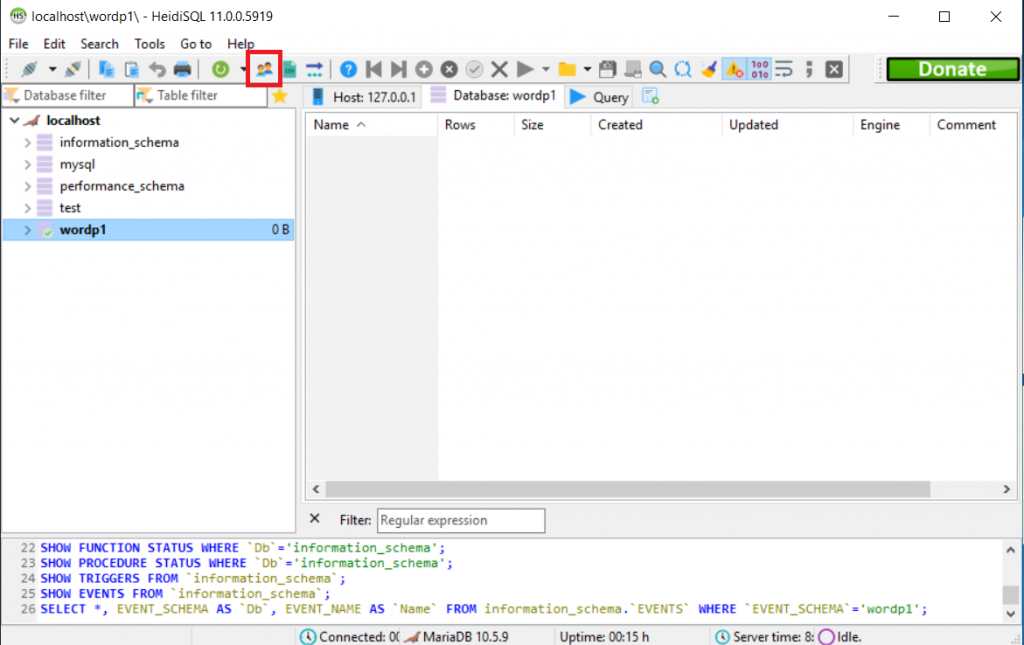 localhost\wordp1\ - HeidiSQL 11.0.0.5919
File Edit Search Tools Go to Help
Donate
Database filter Table filter Host: 127.0.0.1 Database: wordp1 Query
localhost
information_schema
mysql
performance_schema
test
wordp1 0 B
Name Rows Size Created Updated Engine Comment
Filter: Regular expression
22 SHOW FUNCTION STATUS WHERE `Db`='information_schema';
23 SHOW PROCEDURE STATUS WHERE `Db`='information_schema';
24 SHOW TRIGGERS FROM `information_schema`;
25 SHOW EVENTS FROM `information_schema`;
26 SELECT *, EVENT_SCHEMA AS `Db`, EVENT_NAME AS `Name` FROM information_schema.`EVENTS` WHERE `EVENT_SCHEMA`='wordp1';
Connected: 0 MariaDB 10.5.9 Uptime: 00:15 h Server time: 8: Idle.